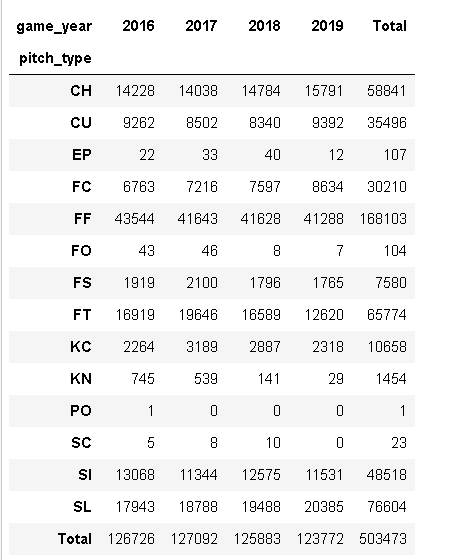 game_year 2016 2017 2018 2019 Total
pitch_type
CH 14228 14038 14784 15791 58841
CU 9262 8502 8340 9392 35496
EP 22 33 40 12 107
FC 6763 7216 7597 8634 30210
FF 43544 41643 41628 41288 168103
FO 43 46 8 7 104
FS 1919 2100 1796 1765 7580
FT 16919 19646 16589 12620 65774
KC 2264 3189 2887 2318 10658
KN 745 539 141 29 1454
PO 1 0 0 0 1
SC 5 8 10 0 23
SI 13068 11344 12575 11531 48518
SL 17943 18788 19488 20385 76604
Total 126726 127092 125883 123772 503473